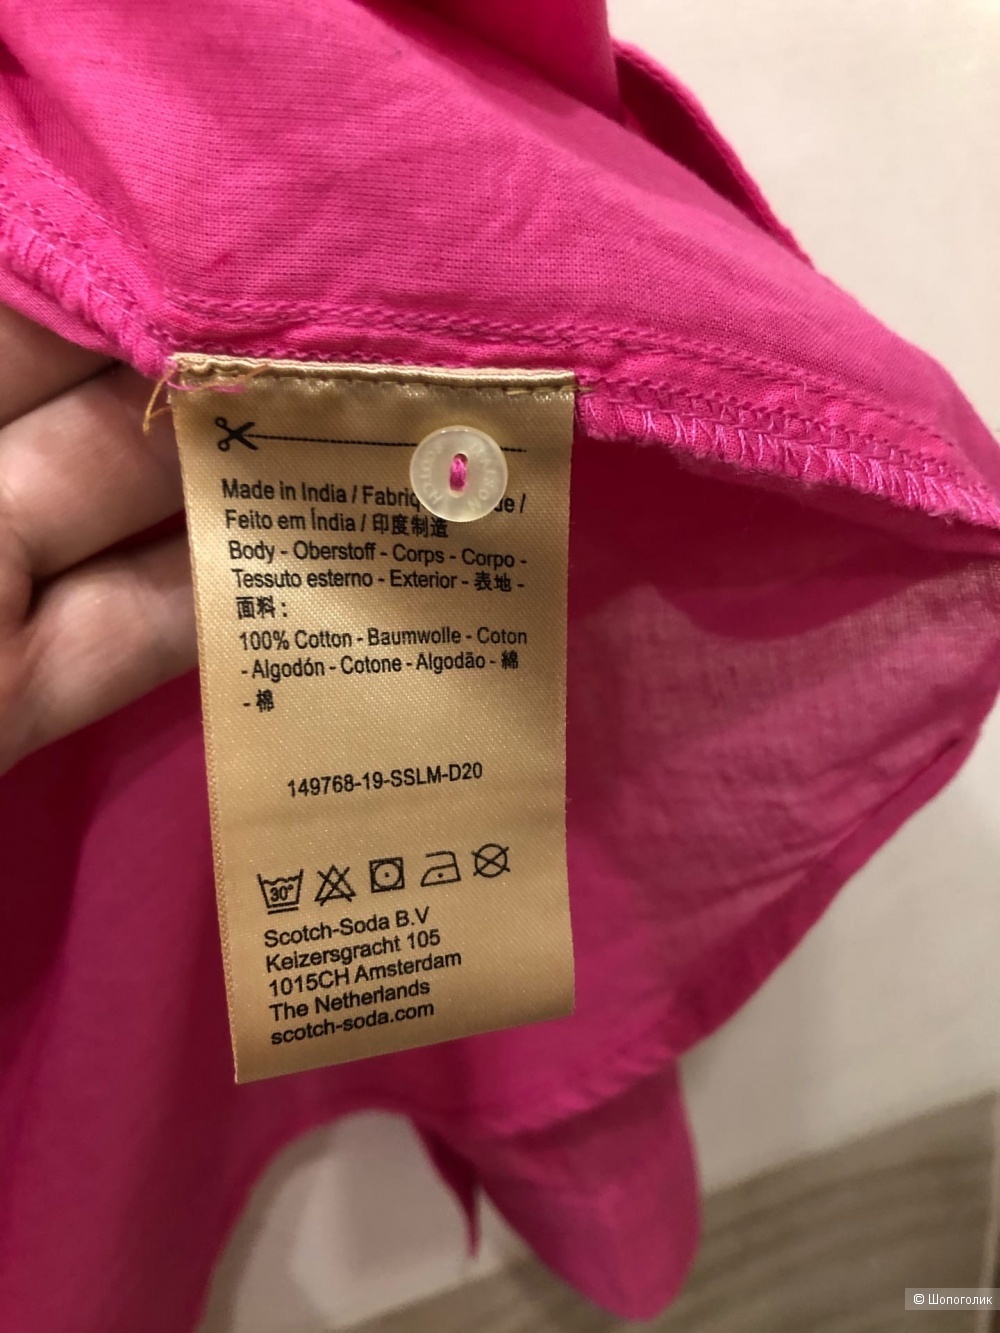 Made in India / Fabriq ue /
Feito em Índia / 印度制造
Body - Oberstoff - Corps - Corpo -
Tessuto esterno - Exterior - 表地 -
面料 :
100% Cotton - Baumwolle - Coton
- Algodón - Cotone - Algodão - 綿
- 棉
149768-19-SSLM-D20
30°
Scotch-Soda B.V
Keizersgracht 105
1015CH Amsterdam
The Netherlands
scotch-soda.com
© Шопоголик